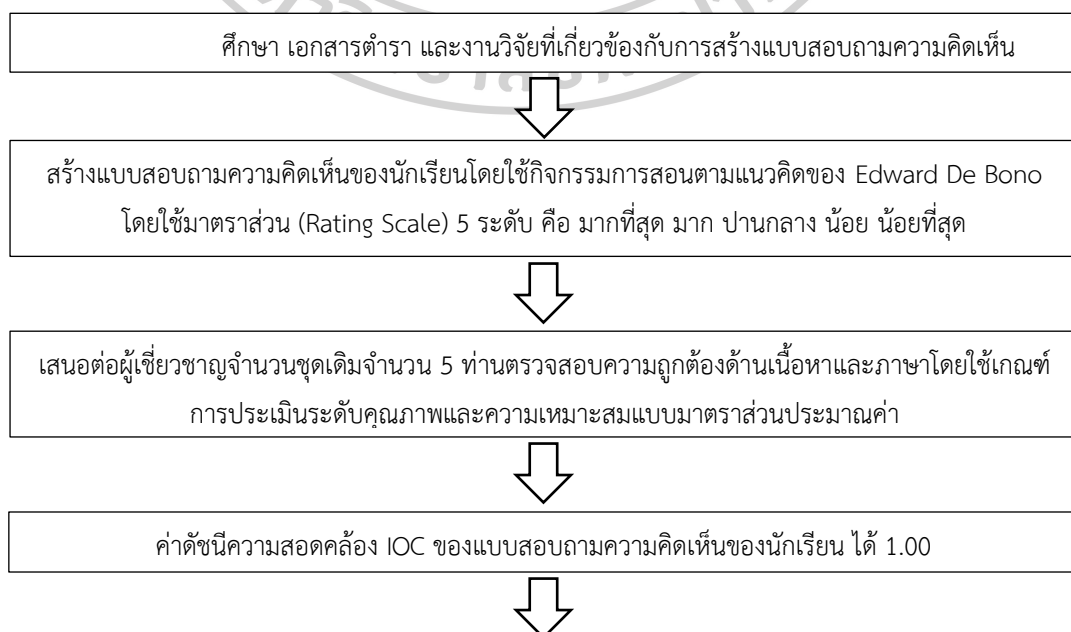 ศึกษา เอกสารตำรา และงานวิจัยที่เกี่ยวข้องกับการสร้างแบบสอบถามความคิดเห็น
สร้างแบบสอบถามความคิดเห็นของนักเรียนโดยใช้กิจกรรมการสอนตามแนวคิดของ Edward De Bono
โดยใช้มาตราส่วน (Rating Scale) 5 ระดับ คือ มากที่สุด มาก ปานกลาง น้อย น้อยที่สุด
เสนอต่อผู้เชี่ยวชาญจำนวนชุดเดิมจำนวน 5 ท่านตรวจสอบความถูกต้องด้านเนื้อหาและภาษาโดยใช้เกณฑ์
การประเมินระดับคุณภาพและความเหมาะสมแบบมาตราส่วนประมาณค่า
ค่าดัชนีความสอดคล้อง IOC ของแบบสอบถามความคิดเห็นของนักเรียน ได้ 1.00